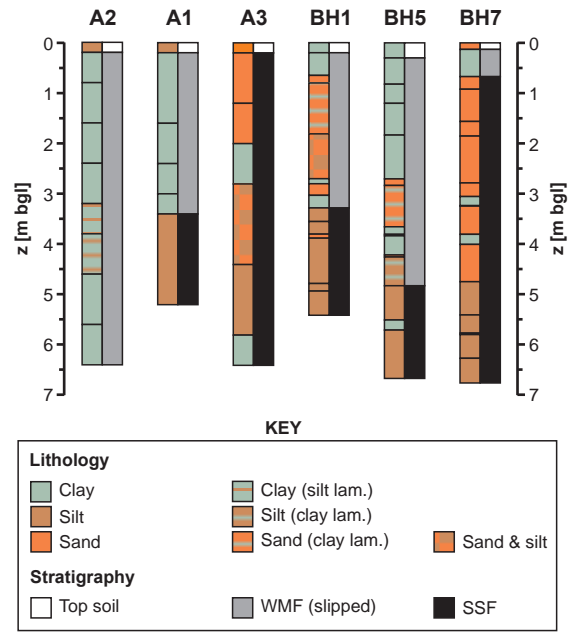 A2 A1 A3 BH1 BH5 BH7
0 0
1 1
2 2
3 3
z [m bgl] z [m bgl]
4 4
5 5
6 6
7 7
KEY
Lithology
Clay Clay (silt lam.)
Silt Silt (clay lam.)
Sand Sand (clay lam.) Sand & silt
Stratigraphy
Top soil WMF (slipped) SSF